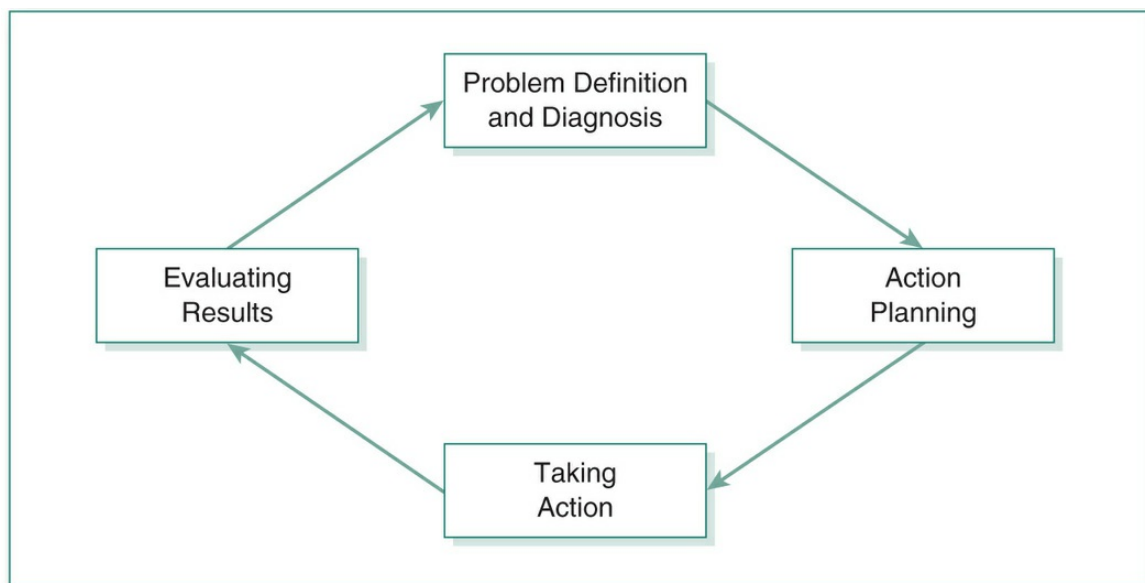 Problem Definition
and Diagnosis
Evaluating
Results
Action
Planning
Taking
Action